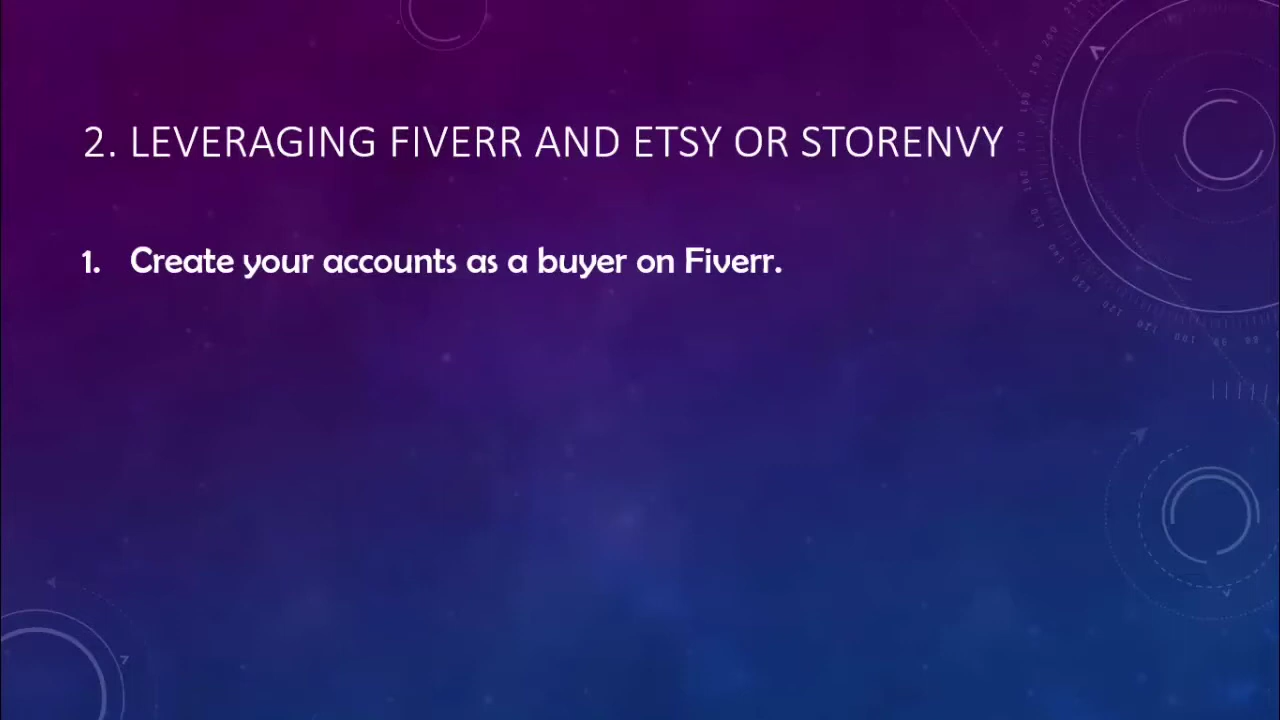 2. LEVERAGING FIVERR AND ETSY OR STORENVY
1. Create your accounts as a buyer on Fiverr.